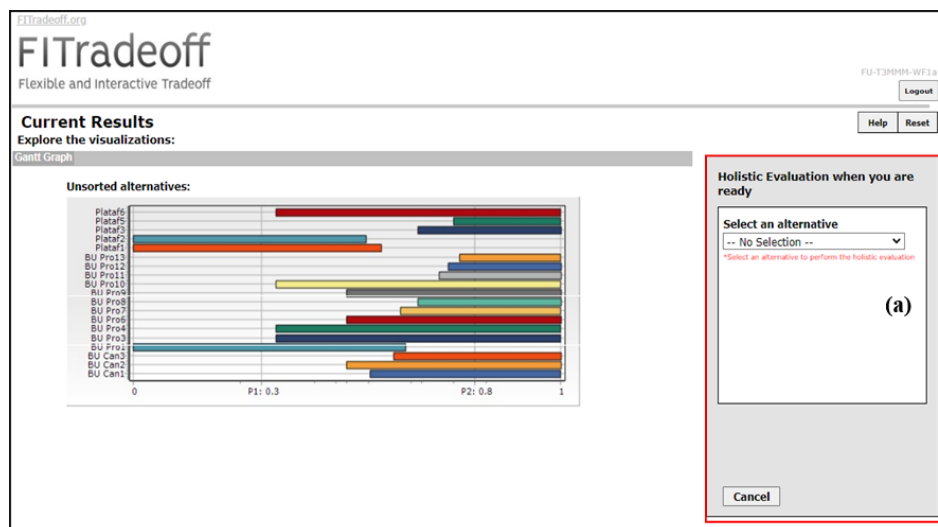 FITradeoff.org
FITradeoff
Flexible and Interactive Tradeoff
FU-T3MMM-WF1a
Logout
Current Results
Help
Reset
Explore the visualizations:
Gantt Graph
Unsorted alternatives:
Plataf6
Plataf5
Plataf3
Plataf2
Plataf1
BU Pro13
BU Pro12
BU Pro11
BU Pro10
BU Pro9
BU Pro8
BU Pro7
BU Pro6
BU Pro4
BU Pro3
BU Pro1
BU Can3
BU Can2
BU Can1
0
P1: 0.3
P2: 0.8
1
Holistic Evaluation when you are
ready
Select an alternative
-- No Selection --
*Select an alternative to perform the holistic evaluation
(a)
Cancel